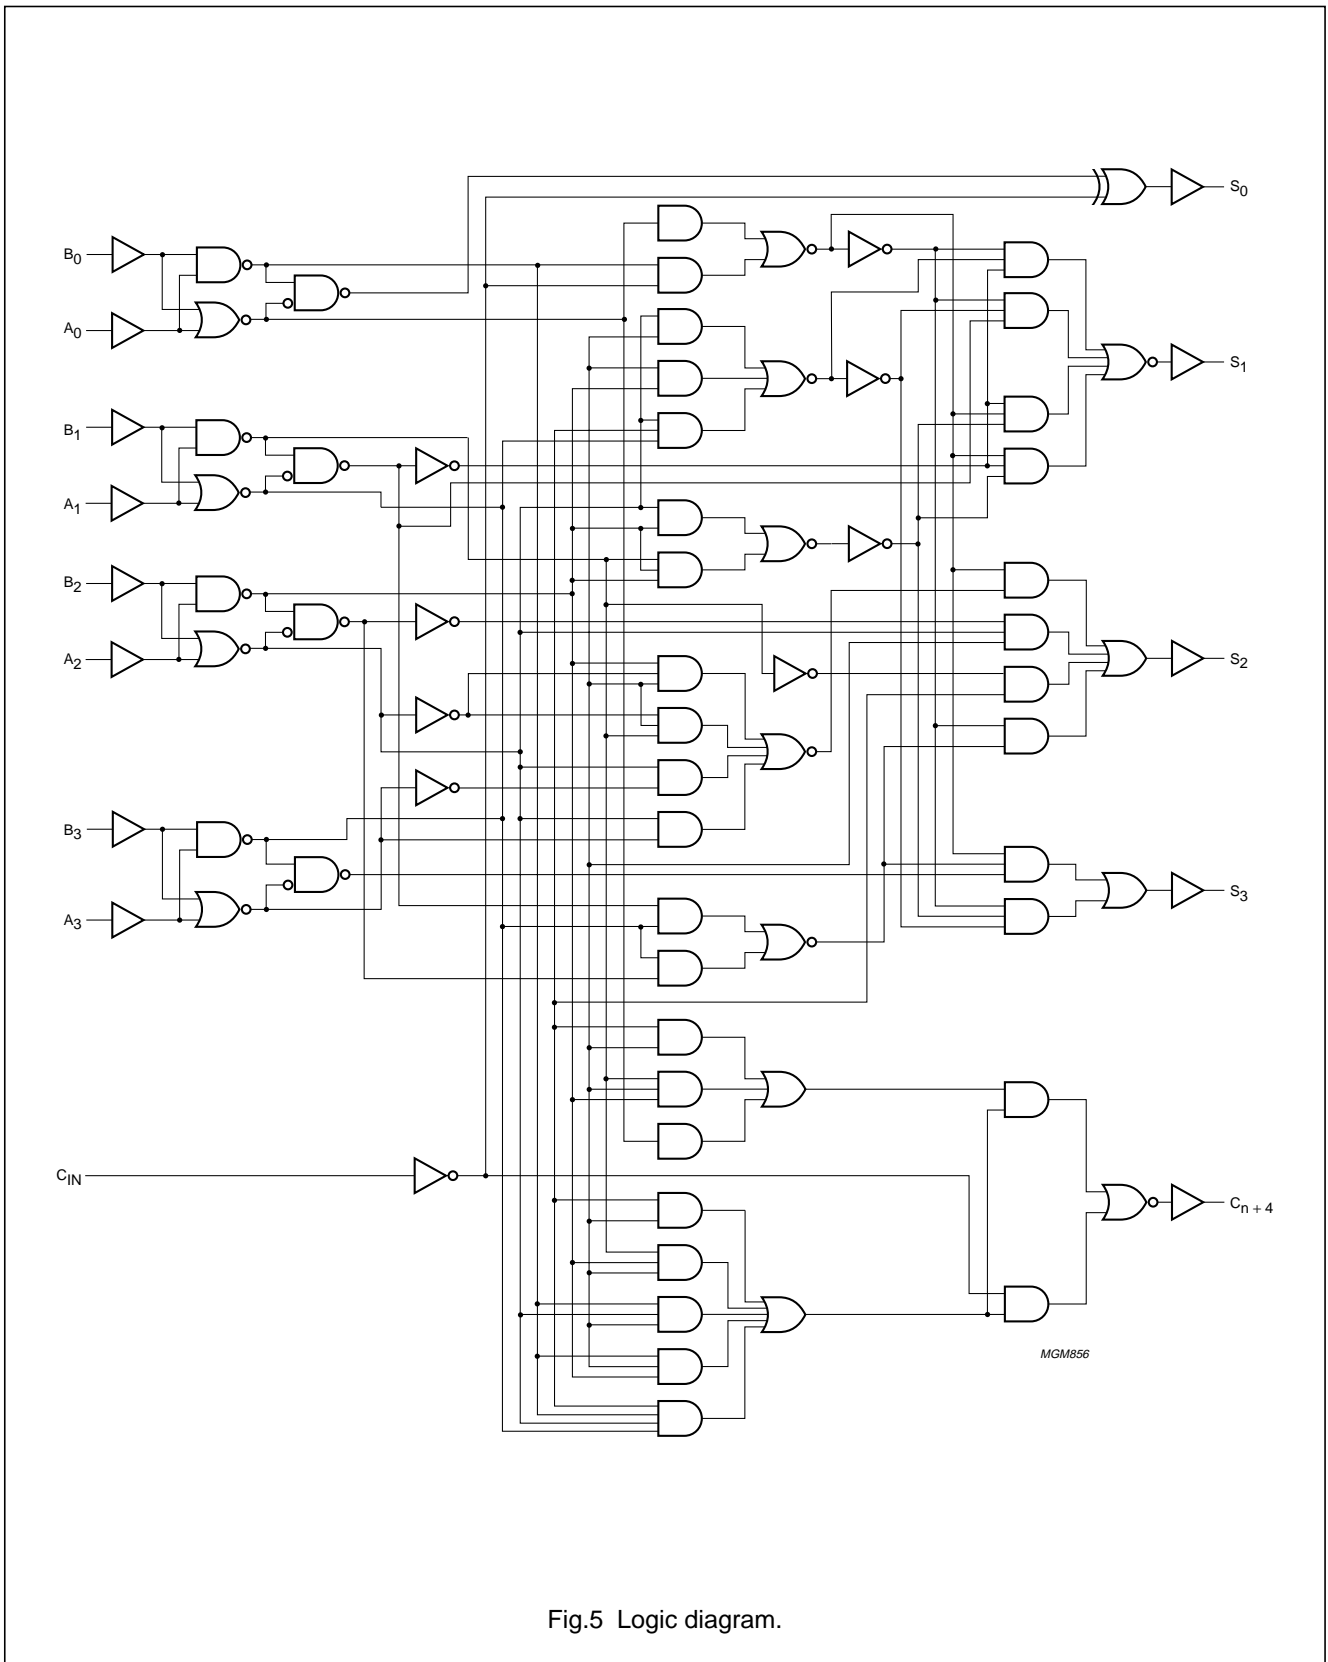 S0
B0
A0
S1
B1
A1
B2
A2
S2
B3
A3
S3
CIN
Cn + 4
MGM856
Fig.5 Logic diagram.